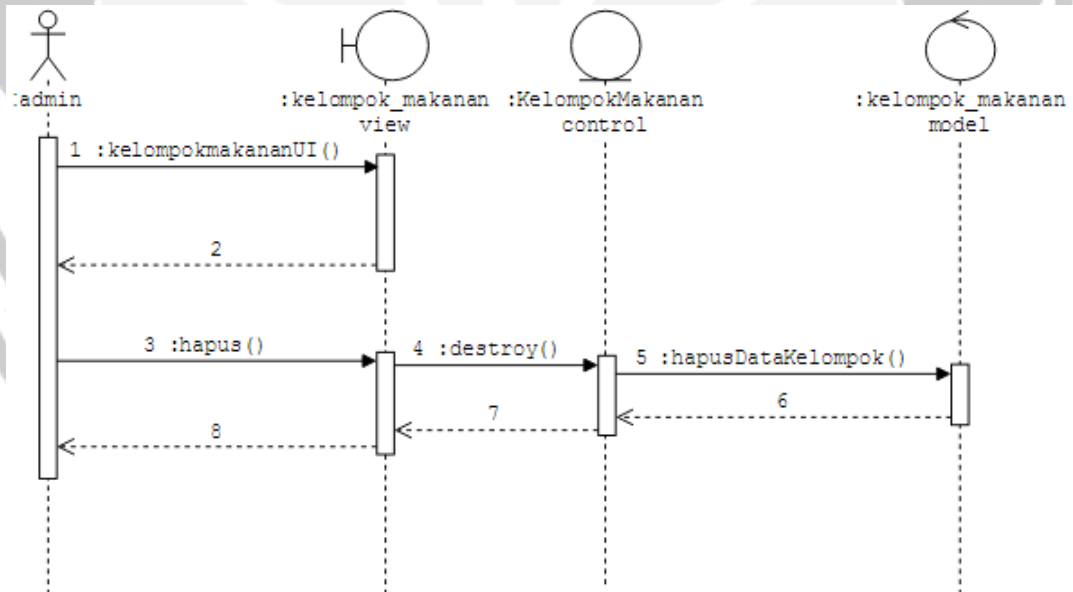 :admin
:kelompok_makanan
view
:KelompokMakanan
control
:kelompok_makanan
model
1 :kelompokmakananUI()
2
3 :hapus()
4 :destroy()
5 :hapusDataKelompok()
6
7
8